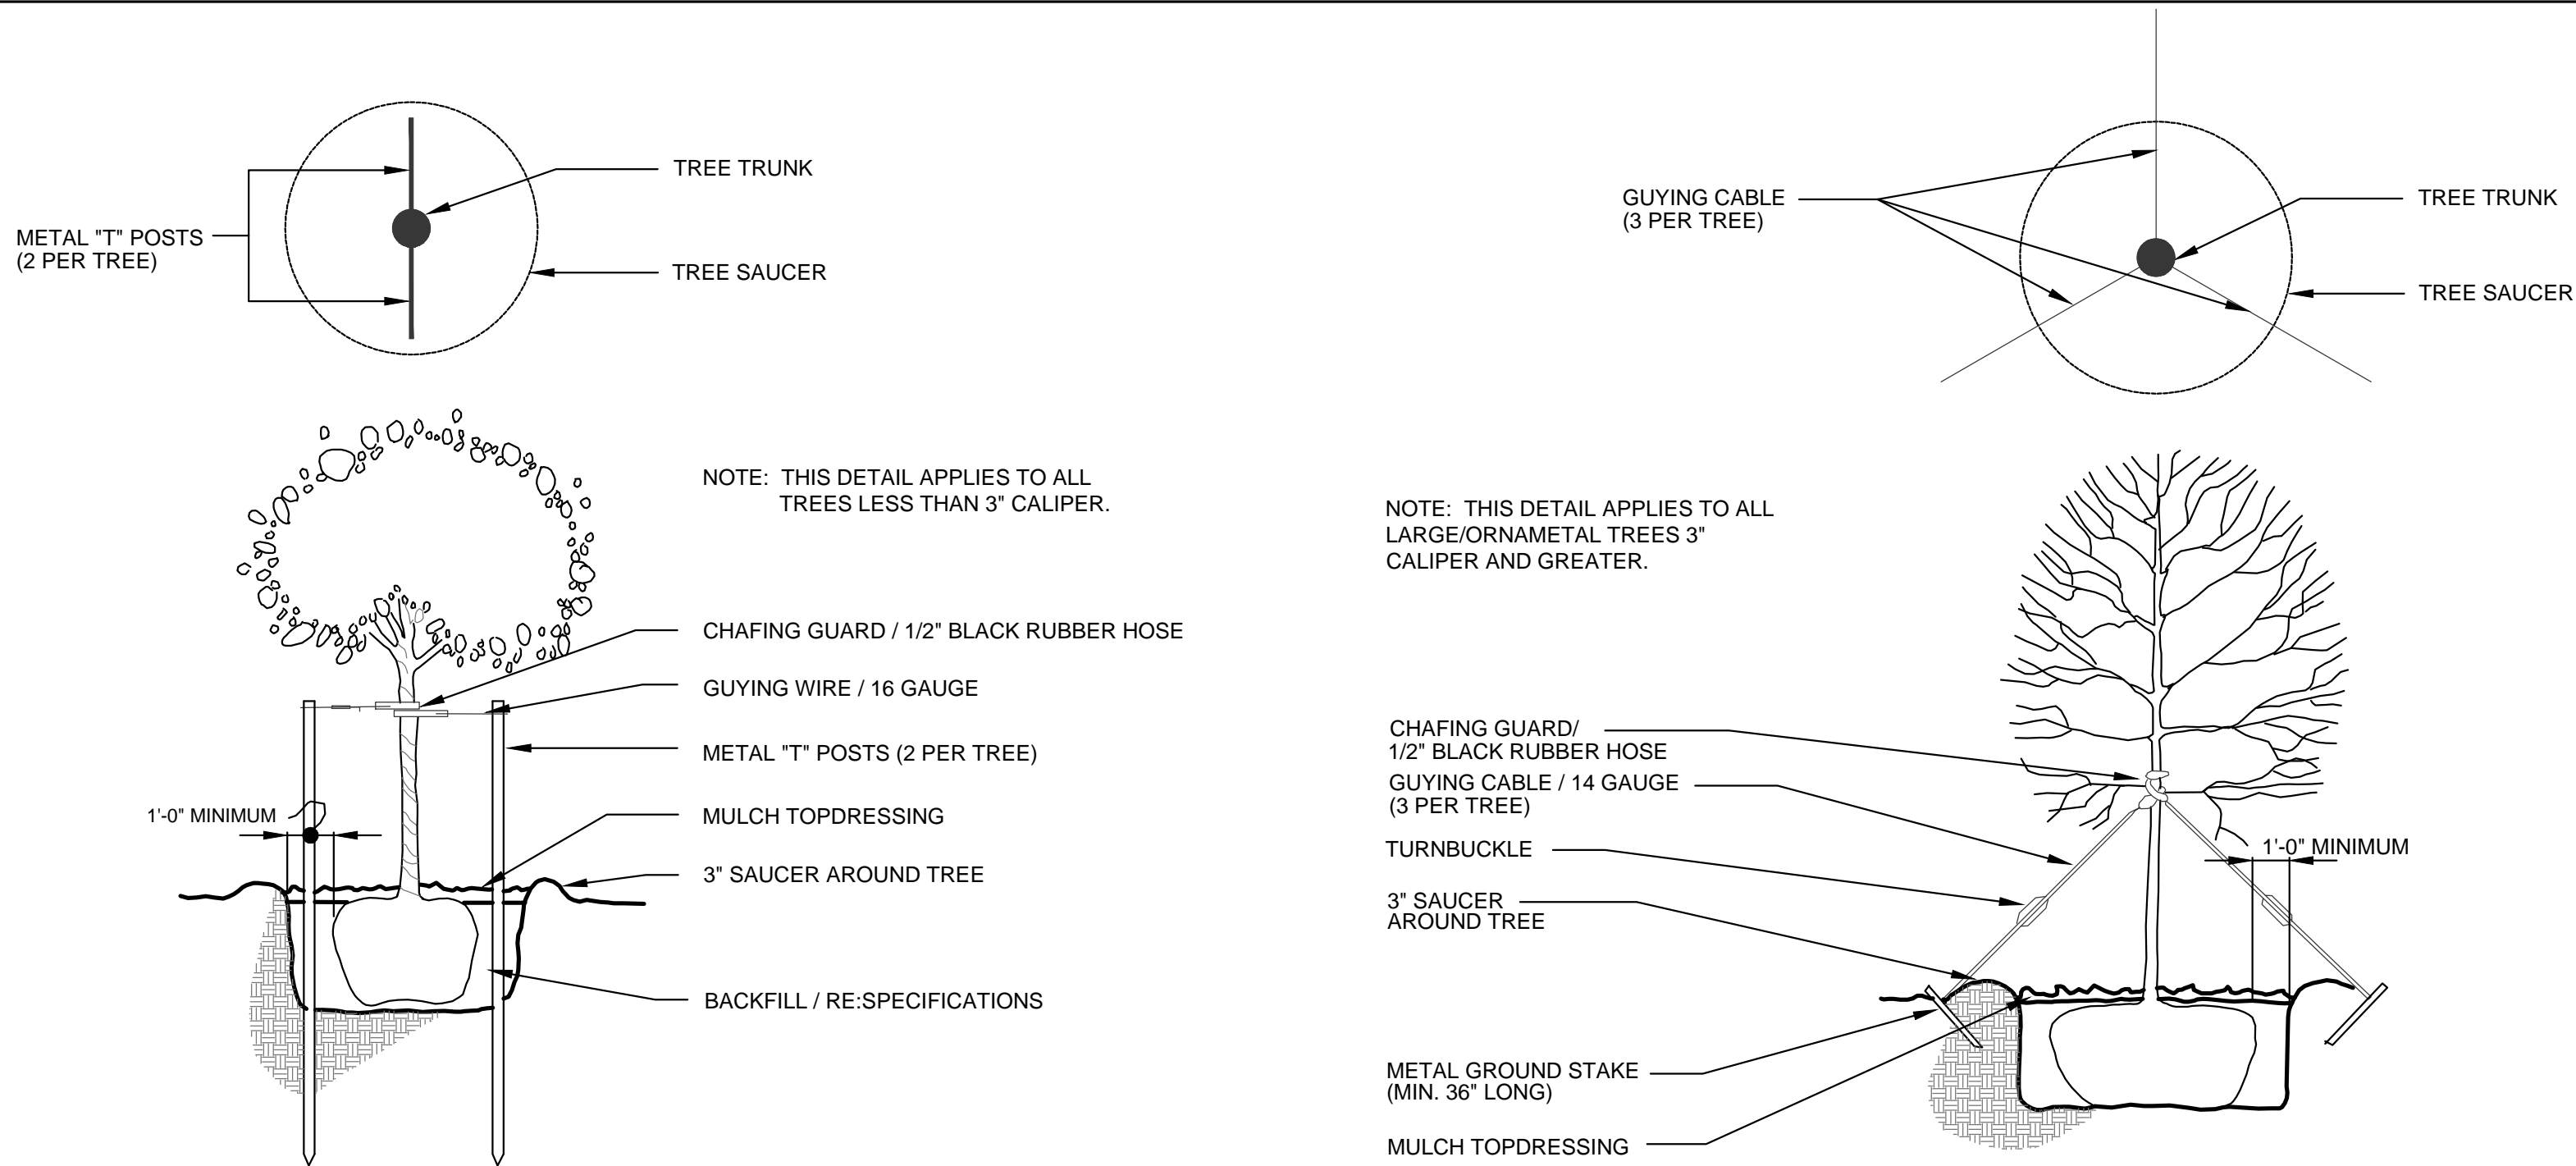 METAL "T" POSTS
(2 PER TREE)
TREE TRUNK
TREE SAUCER
NOTE: THIS DETAIL APPLIES TO ALL
TREES LESS THAN 3" CALIPER.
CHAFING GUARD / 1/2" BLACK RUBBER HOSE
GUYING WIRE / 16 GAUGE
METAL "T" POSTS (2 PER TREE)
1'-0" MINIMUM
MULCH TOPDRESSING
3" SAUCER AROUND TREE
BACKFILL / RE:SPECIFICATIONS
GUYING CABLE
(3 PER TREE)
TREE TRUNK
TREE SAUCER
NOTE: THIS DETAIL APPLIES TO ALL
LARGE/ORNAMETAL TREES 3"
CALIPER AND GREATER.
CHAFING GUARD/
1/2" BLACK RUBBER HOSE
GUYING CABLE / 14 GAUGE
(3 PER TREE)
TURNBUCKLE
1'-0" MINIMUM
3" SAUCER
AROUND TREE
METAL GROUND STAKE
(MIN. 36" LONG)
MULCH TOPDRESSING